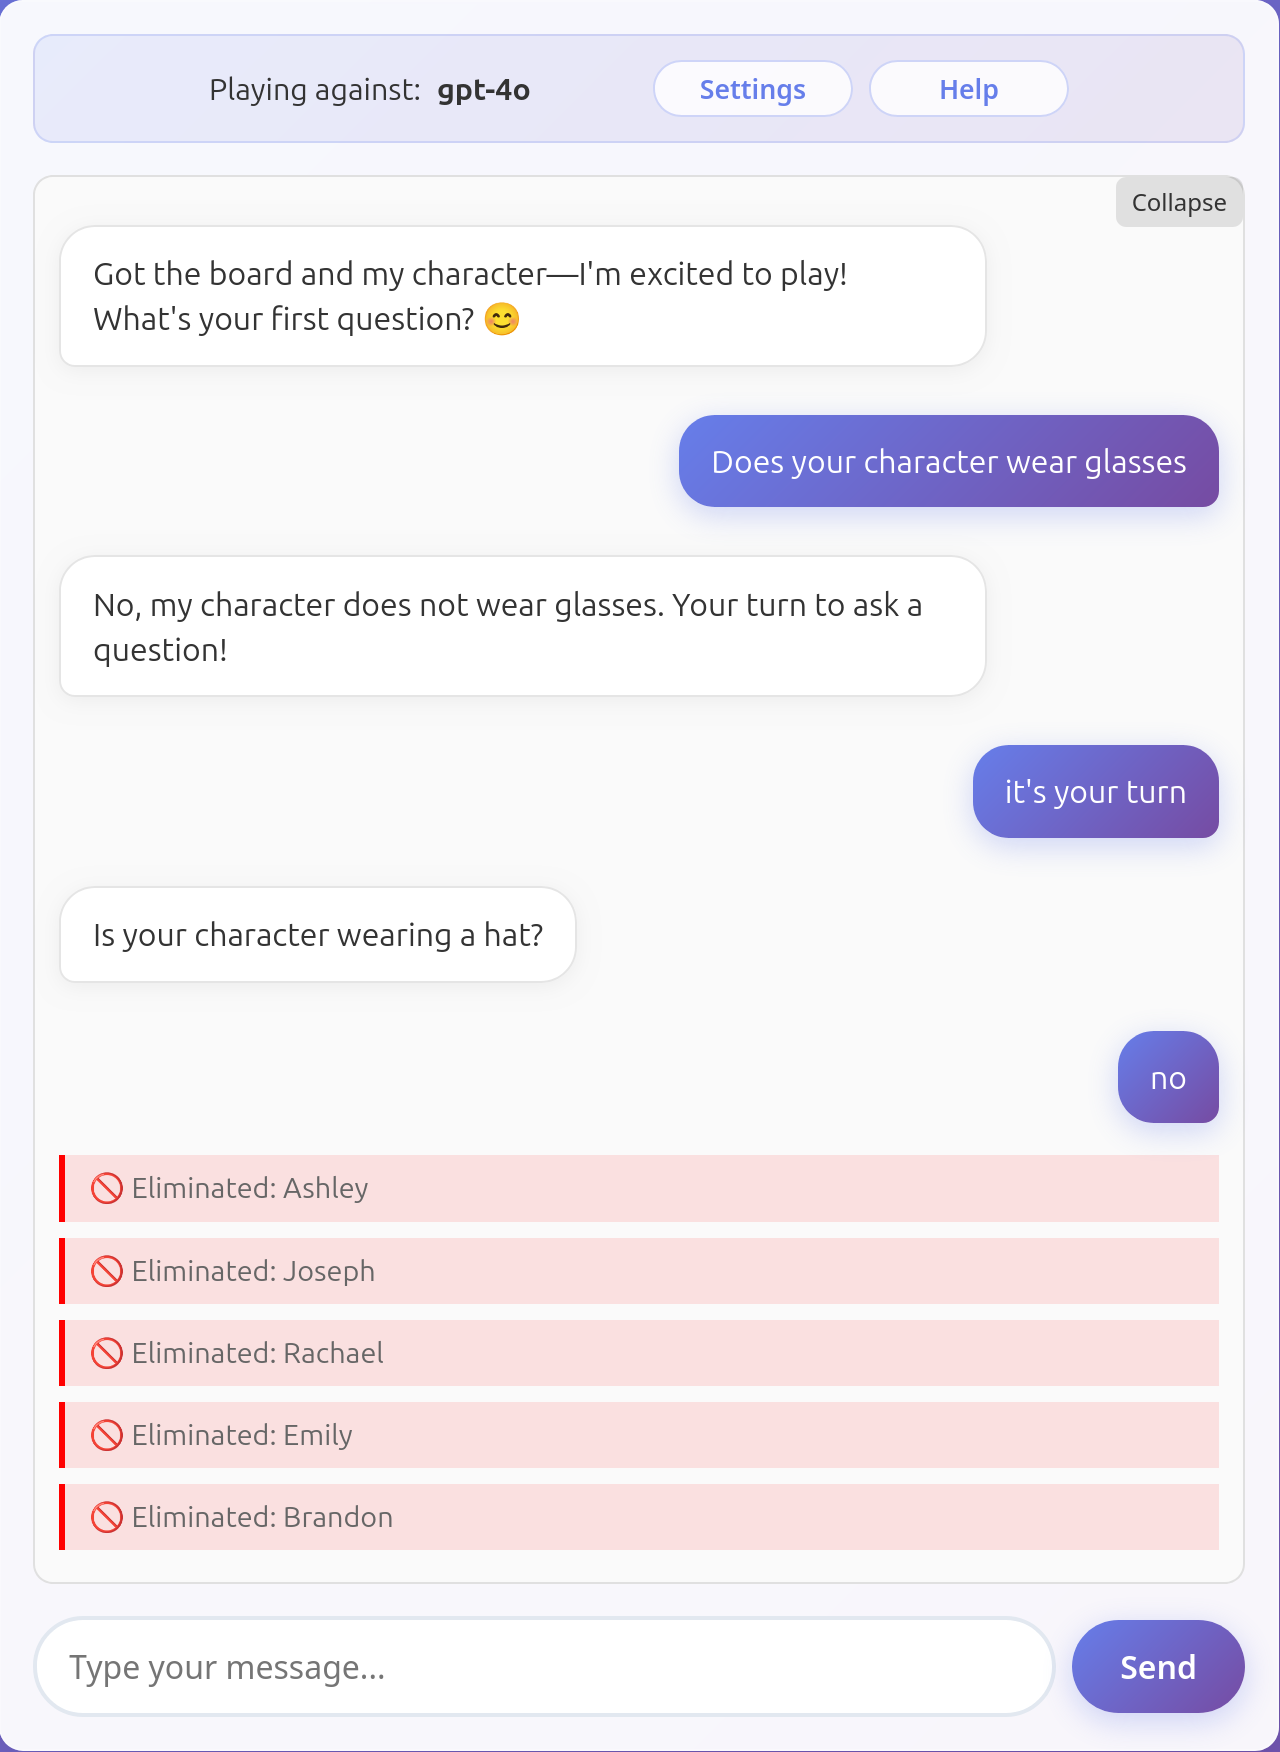 Playing against: gpt-4o
Settings
Help
Collapse
Got the board and my character—I'm excited to play!
What's your first question? 😊
Does your character wear glasses
No, my character does not wear glasses. Your turn to ask a
question!
it's your turn
Is your character wearing a hat?
no
🚫 Eliminated: Ashley
🚫 Eliminated: Joseph
🚫 Eliminated: Rachael
🚫 Eliminated: Emily
🚫 Eliminated: Brandon
Type your message...
Send